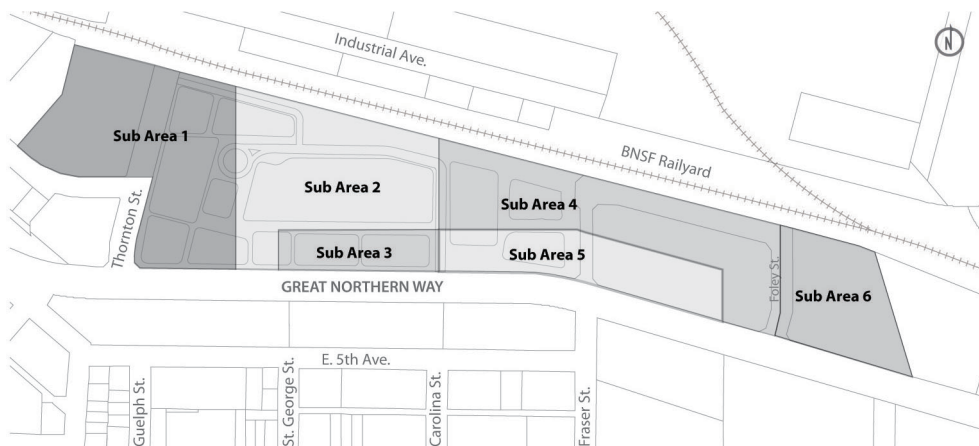 Industrial Ave.
N
BNSF Railyard
Sub Area 1
Sub Area 2
Sub Area 4
Thornton St.
Sub Area 3
Sub Area 5
Foley St.
Sub Area 6
GREAT NORTHERN WAY
E. 5th Ave.
Guelph St.
St. George St.
Carolina St.
Fraser St.